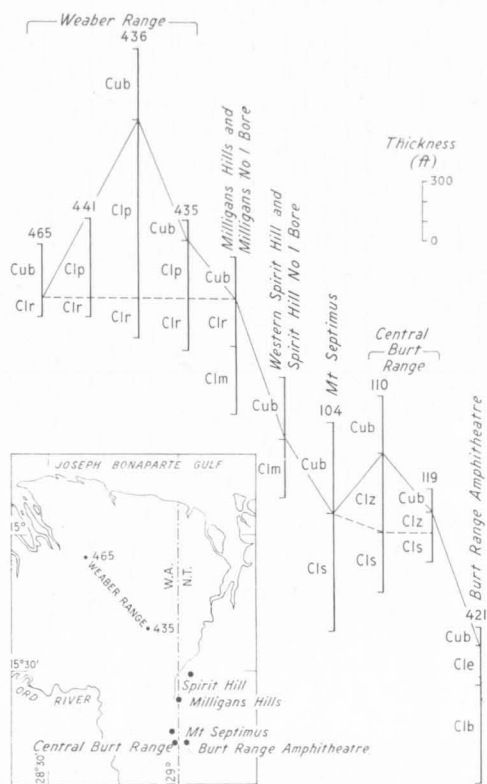 Weaber Range
436
Cub
Clp
Clr
441
Clp
Clr
465
Cub
Clr
435
Cub
Clp
Clr
Milligans Hills and
Milligans No 1 Bore
Cub
Clr
Clm
Western Spirit Hill and
Spirit Hill No 1 Bore
Cub
Clm
Mt Septimus
104
Cub
Cls
Thickness
(ft)
300
0
Central
Burt
Range
110
Cub
Clz
Cls
119
Cub
Clz
Cls
Burt Range Amphitheatre
421
Cub
Cle
Clb
JOSEPH BONAPARTE GULF
15°
465
WEABER RANGE
435
W.A.
N.T.
15°30'
ORD RIVER
Spirit Hill
Milligans Hills
Mt Septimus
Central Burt Range
Burt Range Amphitheatre
128°30'
129°